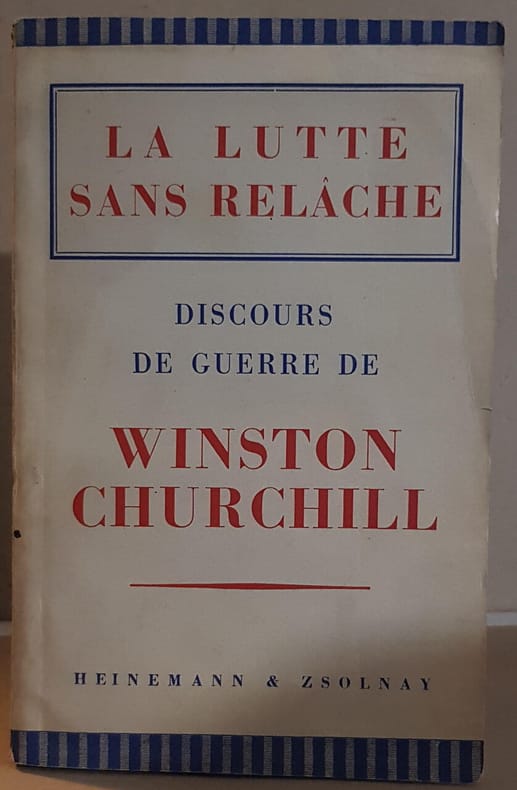 LA LUTTE
SANS RELÂCHE
DISCOURS
DE GUERRE DE
WINSTON
CHURCHILL
HEINEMANN & ZSOLNAY